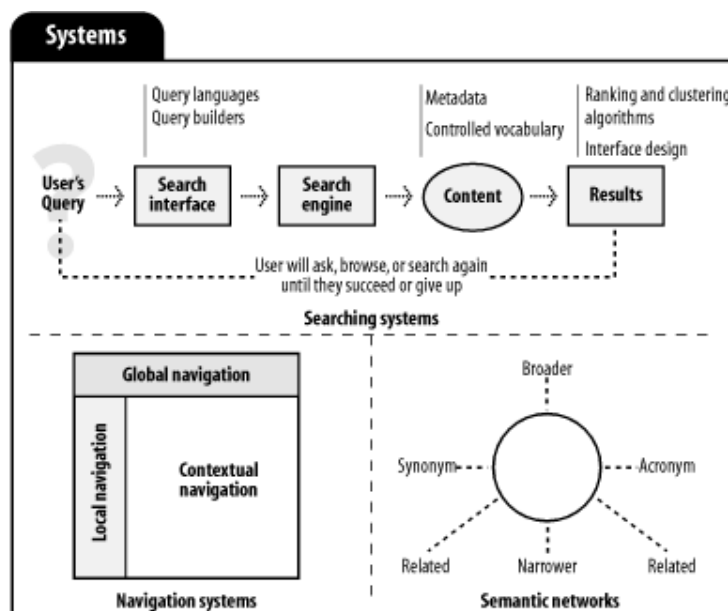 Systems
Query languages
Query builders
Metadata
Controlled vocabulary
Ranking and clustering
algorithms
Interface design
?
User's
Query
Search
interface
Search
engine
Content
Results
User will ask, browse, or search again
until they succeed or give up
Searching systems
Global navigation
Local navigation
Contextual
navigation
Navigation systems
Broader
Synonym
Acronym
Related
Narrower
Related
Semantic networks